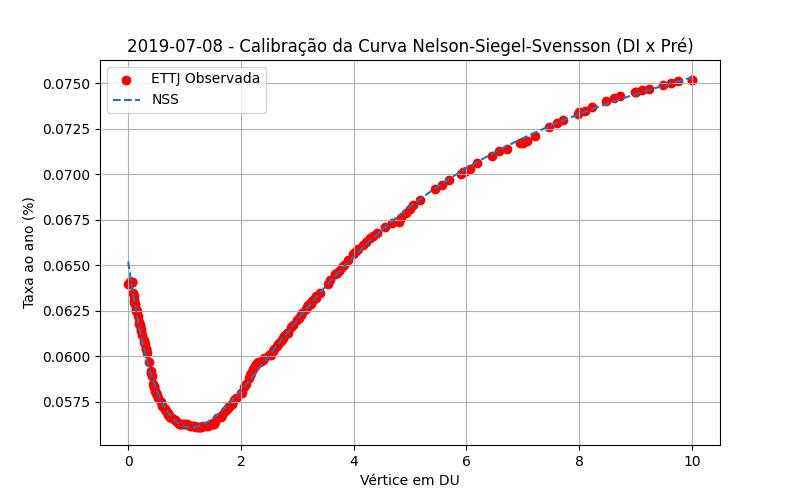 2019-07-08 - Calibração da Curva Nelson-Siegel-Svensson (DI x Pré)
ETTJ Observada
NSS
Taxa ao ano (%)
0.0750
0.0725
0.0700
0.0675
0.0650
0.0625
0.0600
0.0575
0 2 4 6 8 10
Vértice em DU